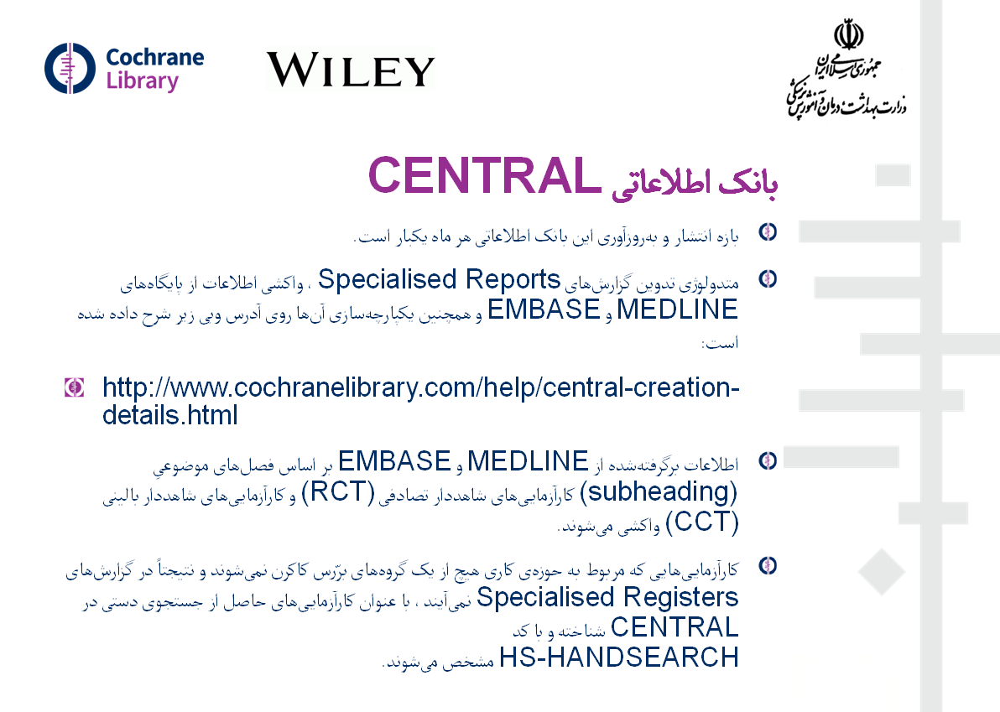 Cochrane
Library
WILEY
جمهوری اسلامی ایران
وزارت بهداشت، درمان و آموزش پزشکی
بانک اطلاعاتی CENTRAL
بازه انتشار و به‌روزآوری این بانک اطلاعاتی هر ماه یکبار است.
متدولوژی تدوین گزارش‌های Specialised Reports ، واکشی اطلاعات از پایگاه‌های
MEDLINE و EMBASE و همچنین یکپارچه‌سازی آن‌ها روی آدرس وبی زیر شرح داده شده
است:
http://www.cochranelibrary.com/help/central-creation-
details.html
اطلاعات برگرفته‌شده از MEDLINE و EMBASE بر اساس فصل‌های موضوعیِ
(subheading) کارآزمایی‌های شاهددار تصادفی (RCT) و کارآزمایی‌های شاهددار بالینی
(CCT) واکشی می‌شوند.
کارآزمایی‌هایی که مربوط به حوزه‌ی کاری هیچ از یک گروه‌های برّرس کاکرن نمی‌شوند و نتیجتاً در گزارش‌های
Specialised Registers نمی‌آیند ، با عنوان کارآزمایی‌های حاصل از جستجوی دستی در
CENTRAL شناخته و با کد
HS-HANDSEARCH مشخص می‌شوند.